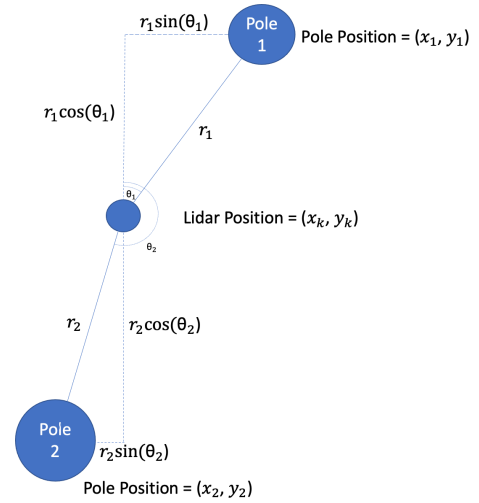 r₁sin(θ₁)
Pole
1
Pole Position = (x₁, y₁)
r₁cos(θ₁)
r₁
θ₁
Lidar Position = (xₖ, yₖ)
θ₂
r₂
r₂cos(θ₂)
Pole
2
r₂sin(θ₂)
Pole Position = (x₂, y₂)